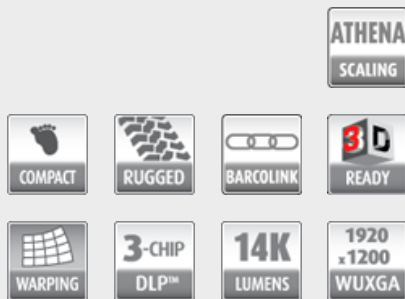 ATHENA
SCALING
COMPACT
RUGGED
BARCOLINK
3D
READY
WARPING
3-CHIP
DLP™
14K
LUMENS
1920
x1200
WUXGA